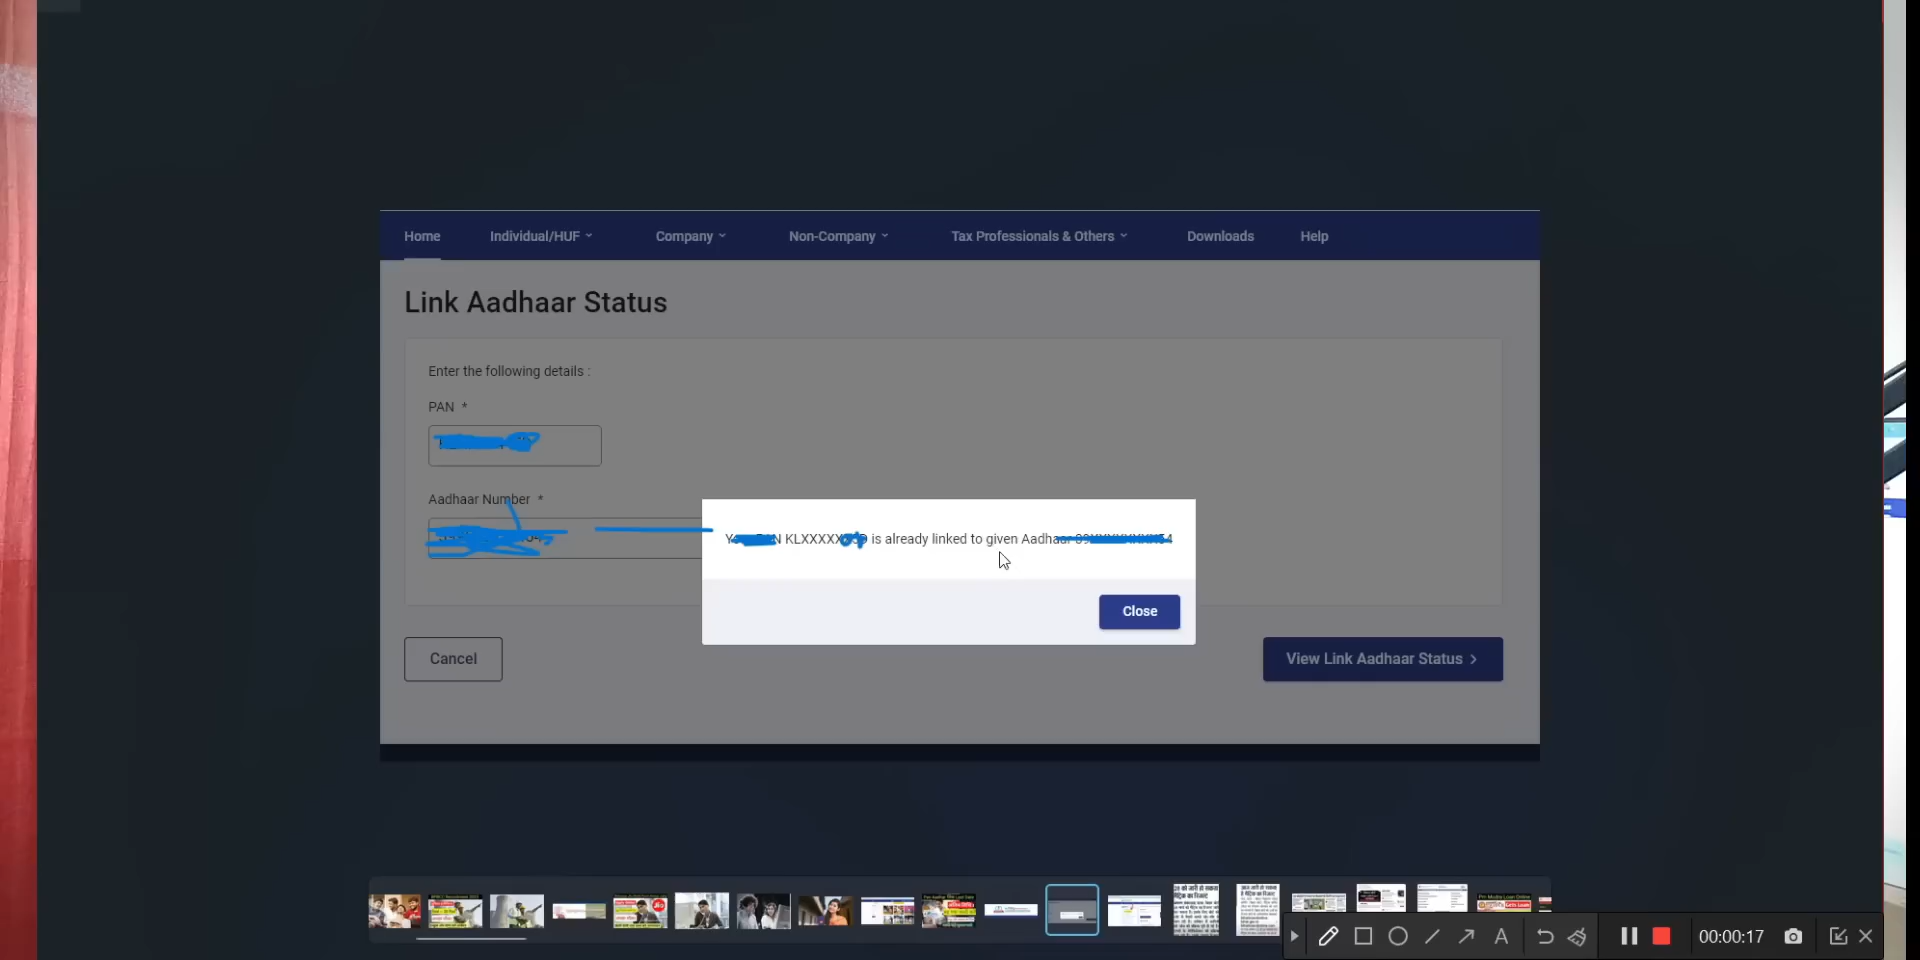 Home Individual/HUF Company Non-Company Tax Professionals & Others Downloads Help
Link Aadhaar Status
Enter the following details :
PAN *
Aadhaar Number *
is already linked to given Aadhaar
Close
Cancel
View Link Aadhaar Status
00:00:17